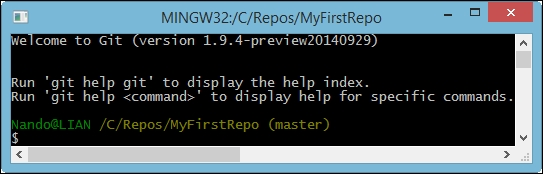 MINGW32:/C/Repos/MyFirstRepo
Welcome to Git (version 1.9.4-preview20140929)
Run 'git help git' to display the help index.
Run 'git help <command>' to display help for specific commands.
Nando@LIAN /C/Repos/MyFirstRepo (master)
$